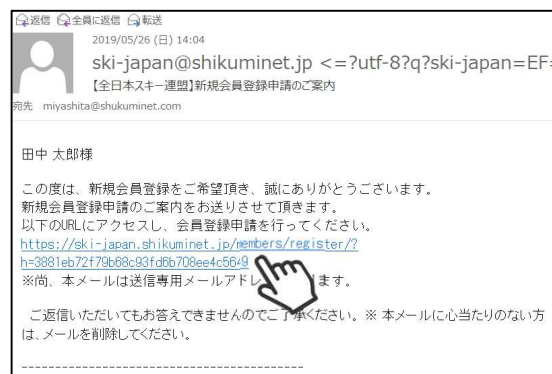 返信 全員に返信 転送
2019/05/26 (日) 14:04
ski-japan@shikuminet.jp <=?utf-8?q?ski-japan=EF=
【全日本スキー連盟】新規会員登録申請のご案内
宛先 miyashita@shukuminet.com
田中 太郎様
この度は、新規会員登録をご希望頂き、誠にありがとうございます。
新規会員登録申請のご案内をお送りさせて頂きます。
以下のURLにアクセスし、会員登録申請を行ってください。
https://ski-japan.shikuminet.jp/members/register/?
h=3881eb72f79b68c93fd6b708ee4c5649
※尚、本メールは送信専用メールアドレ ります。
ご返信いただいてもお答えできませんのでご了承ください。※ 本メールに心当たりのない方
は、メールを削除してください。
------------------------------------------